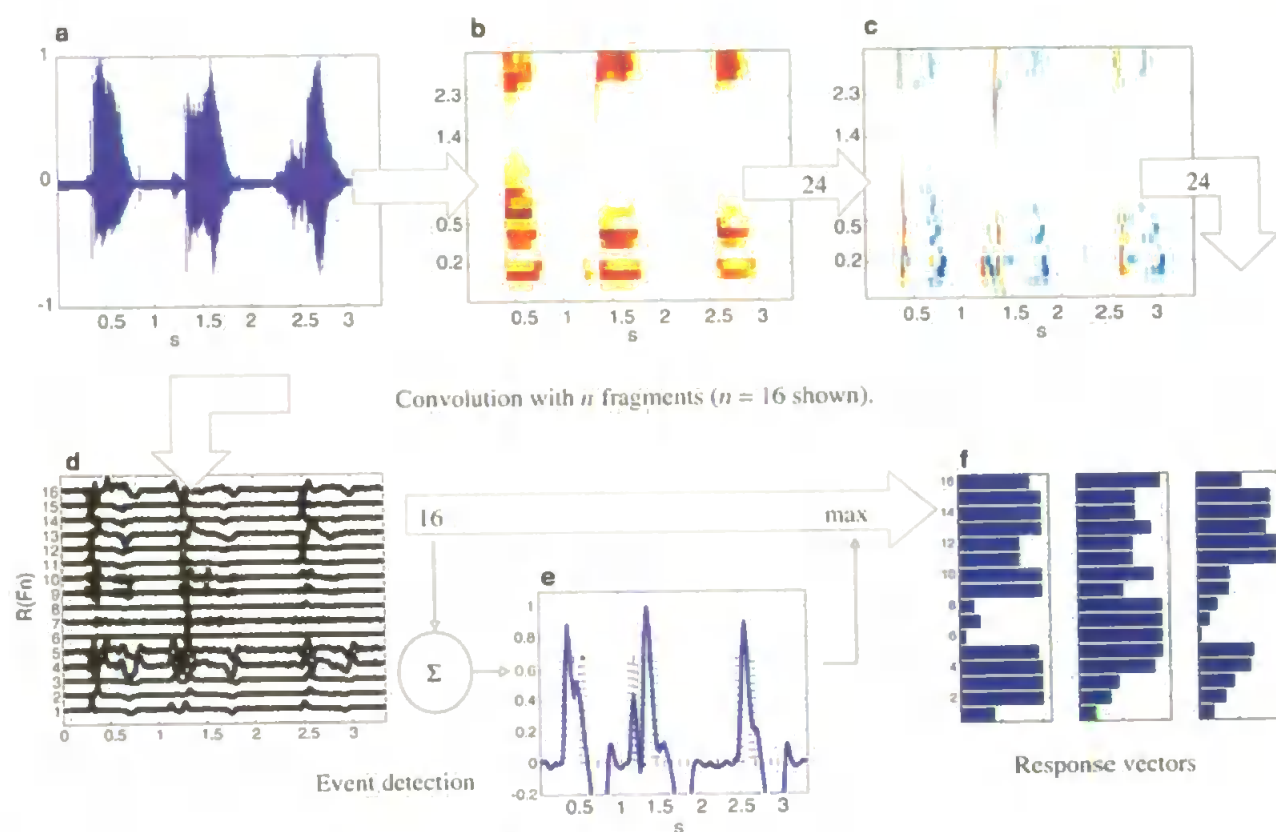 a
1
0
-1
0.5 1 1.5 2 2.5 3
s
b
2.3
1.4
0.5
0.2
0.5 1 1.5 2 2.5 3
s
24
c
2.3
1.4
0.5
0.2
0.5 1 1.5 2 2.5 3
s
24
Convolution with n fragments (n = 16 shown).
d
R(Fn)
16
15
14
13
12
11
10
9
8
7
6
5
4
3
2
1
0 0.5 1 1.5 2 2.5 3
16
max
Σ
Event detection
e
1
0.8
0.6
0.4
0.2
0
-0.2
0.5 1 1.5 2 2.5 3
s
f
16
14
12
10
8
6
4
2
Response vectors